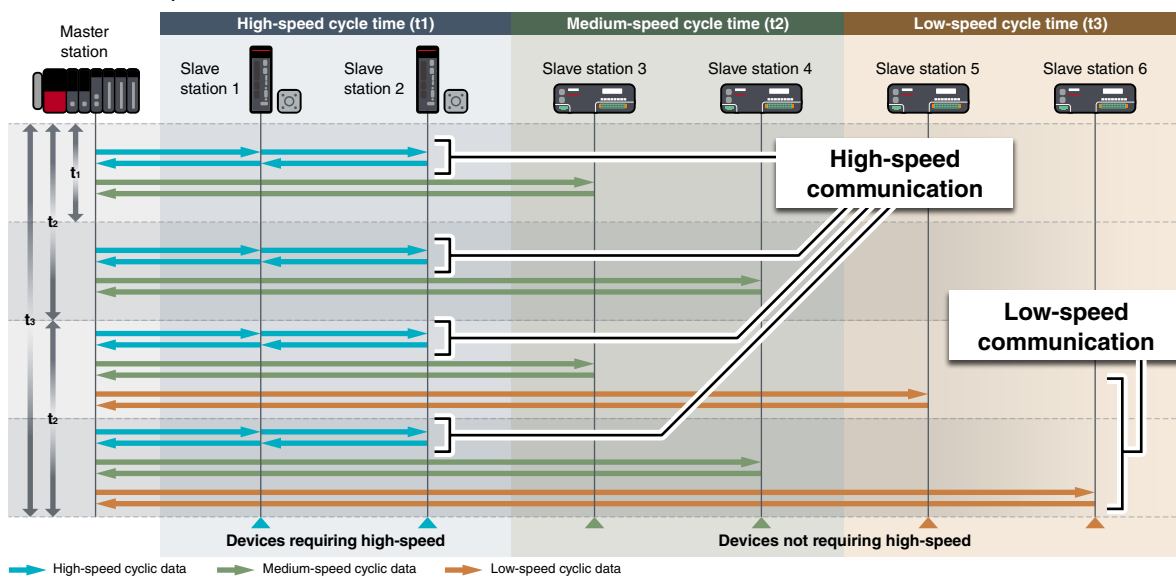 High-speed cycle time (t1)
Medium-speed cycle time (t2)
Low-speed cycle time (t3)
Master
station
Slave
station 1
Slave
station 2
Slave station 3
Slave station 4
Slave station 5
Slave station 6
t1
t2
t3
t2
High-speed
communication
Low-speed
communication
Devices requiring high-speed
Devices not requiring high-speed
High-speed cyclic data
Medium-speed cyclic data
Low-speed cyclic data